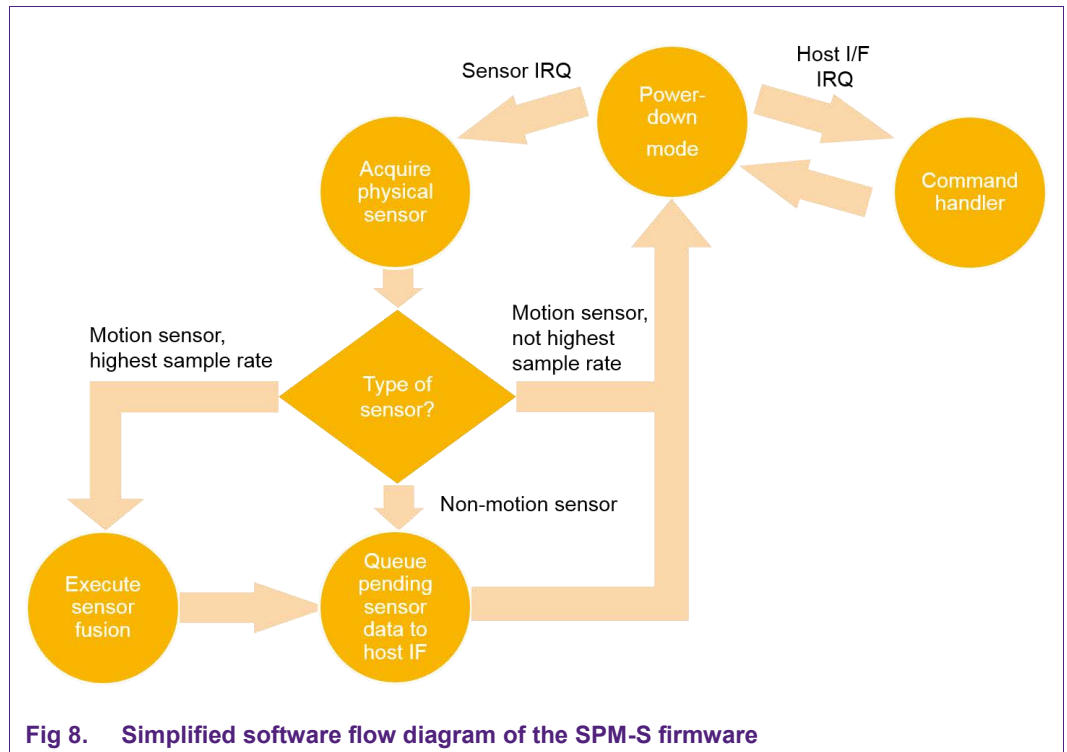 Sensor IRQ
Host I/F
IRQ
Power-
down
mode
Acquire
physical
sensor
Command
handler
Motion sensor,
highest sample rate
Motion sensor,
not highest
sample rate
Type of
sensor?
Non-motion sensor
Execute
sensor
fusion
Queue
pending
sensor
data to
host IF
Fig 8. Simplified software flow diagram of the SPM-S firmware